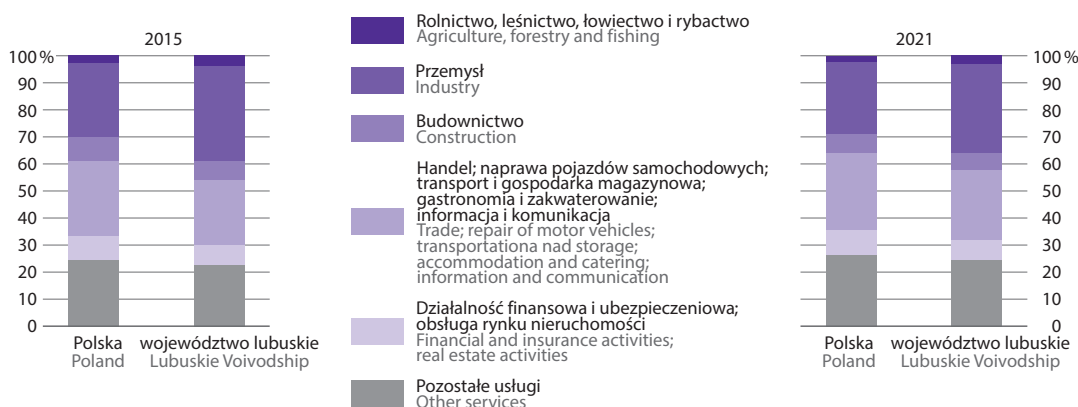 2015
100 %
90
80
70
60
50
40
30
20
10
0
Polska
Poland
województwo lubuskie
Lubuskie Voivodship
Rolnictwo, leśnictwo, łowiectwo i rybactwo
Agriculture, forestry and fishing
Przemysł
Industry
Budownictwo
Construction
Handel; naprawa pojazdów samochodowych;
transport i gospodarka magazynowa;
gastronomia i zakwaterowanie;
informacja i komunikacja
Trade; repair of motor vehicles;
transportationa nad storage;
accommodation and catering;
information and communication
Działalność finansowa i ubezpieczeniowa;
obsługa rynku nieruchomości
Financial and insurance activities;
real estate activities
Pozostałe usługi
Other services
2021
100 %
90
80
70
60
50
40
30
20
10
0
Polska
Poland
województwo lubuskie
Lubuskie Voivodship